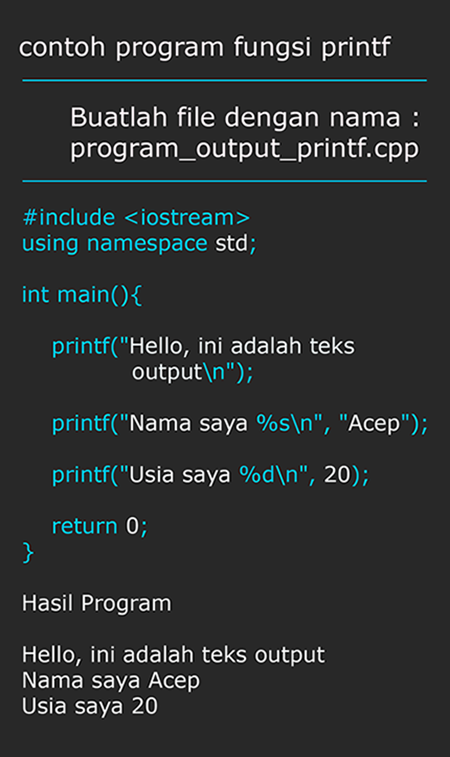 contoh program fungsi printf
Buatlah file dengan nama :
program_output_printf.cpp
#include <iostream>
using namespace std;
int main(){
printf("Hello, ini adalah teks
output\n");
printf("Nama saya %s\n", "Acep");
printf("Usia saya %d\n", 20);
return 0;
}
Hasil Program
Hello, ini adalah teks output
Nama saya Acep
Usia saya 20